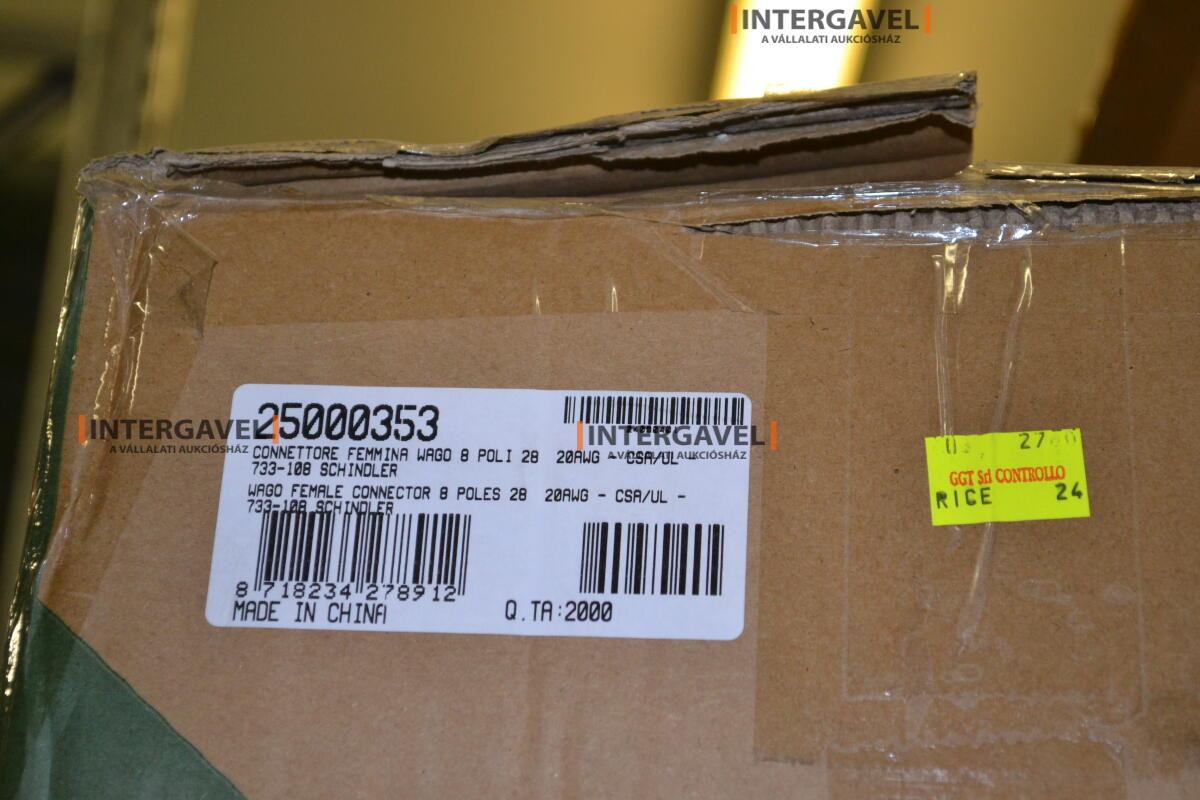 |INTERGAVEL|
A VÁLLALATI AUKCIÓSHÁZ
25000353
|INTERGAVEL|
A VÁLLALATI AUKCIÓSHÁZ
|INTERGAVEL|
A VÁLLALATI AUKCIÓSHÁZ
CONNETTORE FEMMINA WAGO 8 POLI 28 20AWG - CSA/UL -
733-108 SCHINDLER
WAGO FEMALE CONNECTOR 8 POLES 28 20AWG - CSA/UL -
733-108 SCHINDLER
8 718234 278912
MADE IN CHINA
Q.TA:2000
27
GGT Srl CONTROLLO
RICE 24